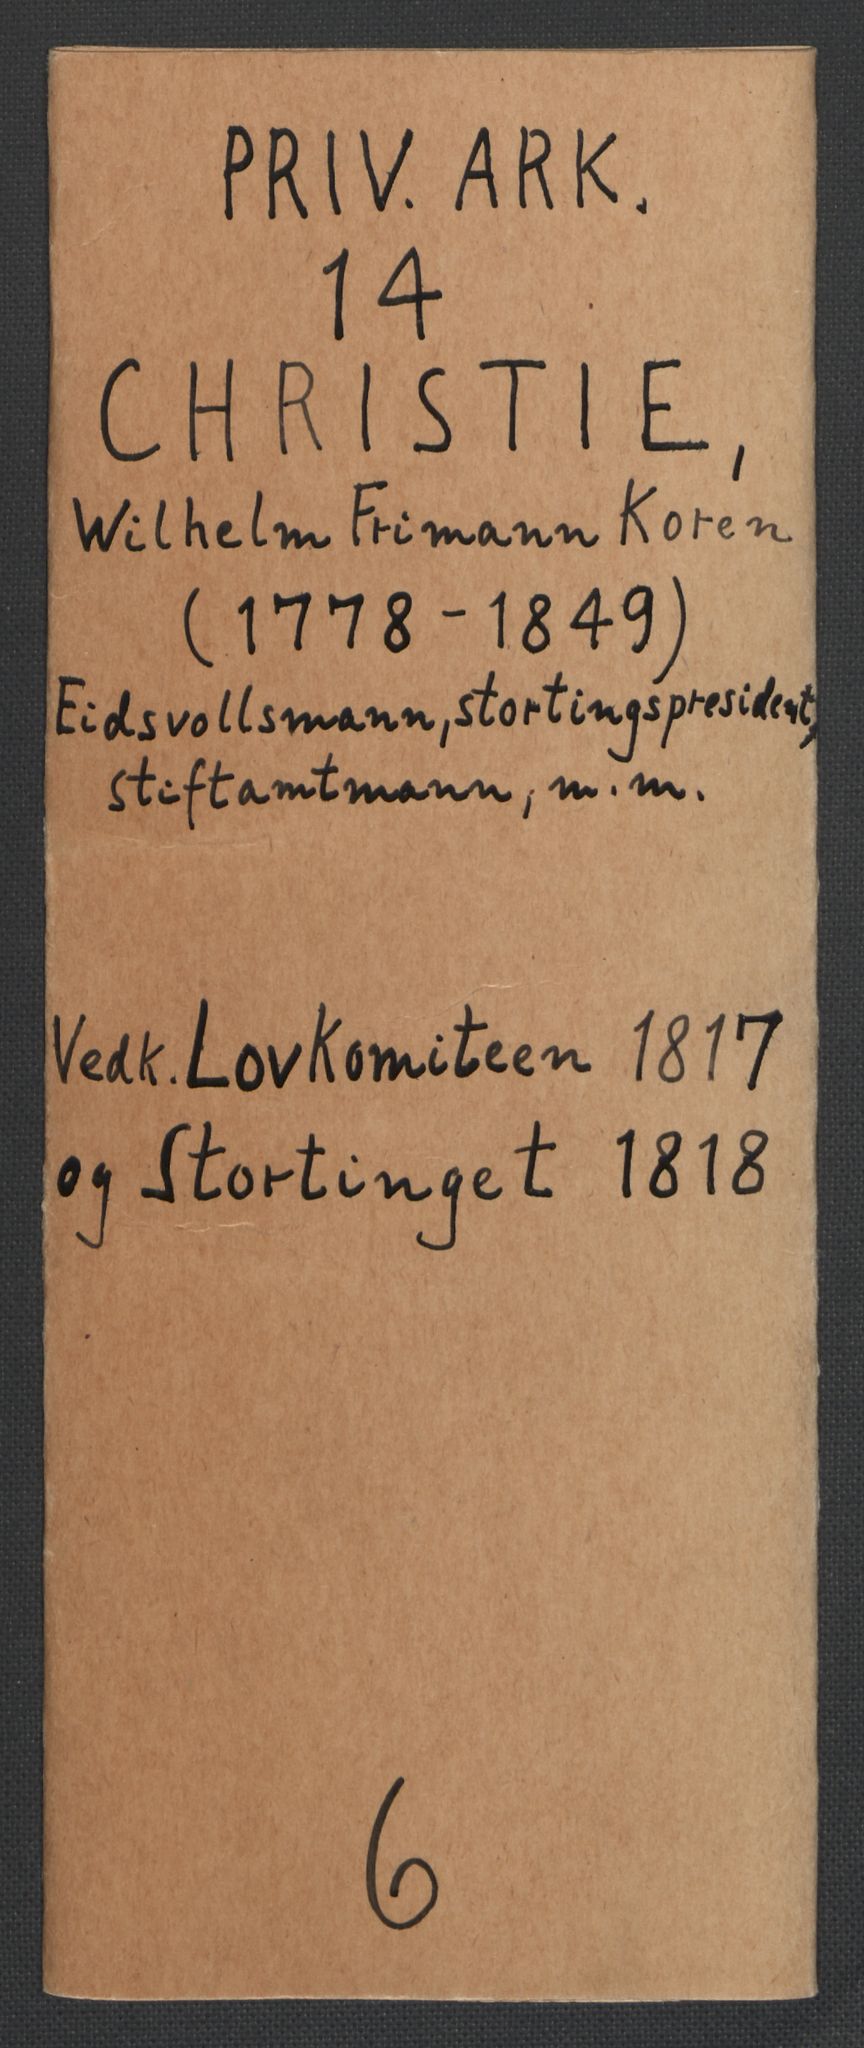 PRIV. ARK.
14
CHRISTIE,
Wilhelm Frimann Koren
(1778-1849)
Eidsvollsmann, stortingspresident,
stiftamtmann, m.m.
Vedk. Lovkomiteen 1817
og Stortinget 1818
6